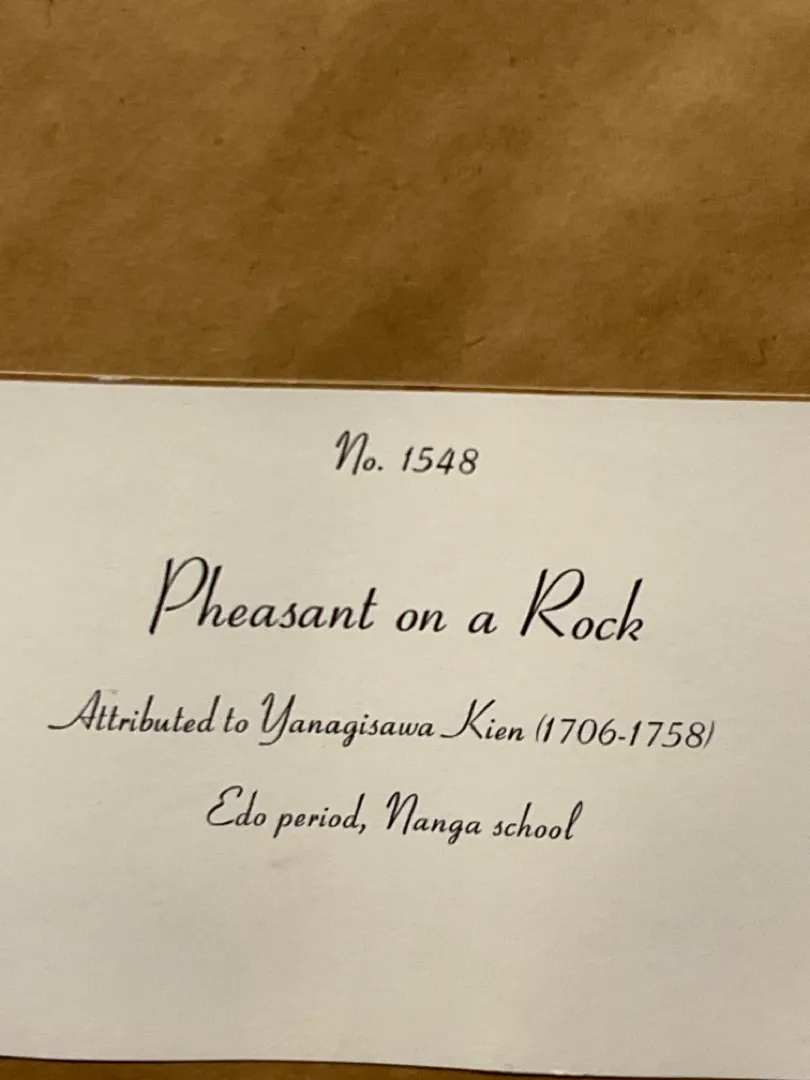 No. 1548
Pheasant on a Rock
Attributed to Yanagisawa Kien (1706-1758)
Edo period, Nanga school